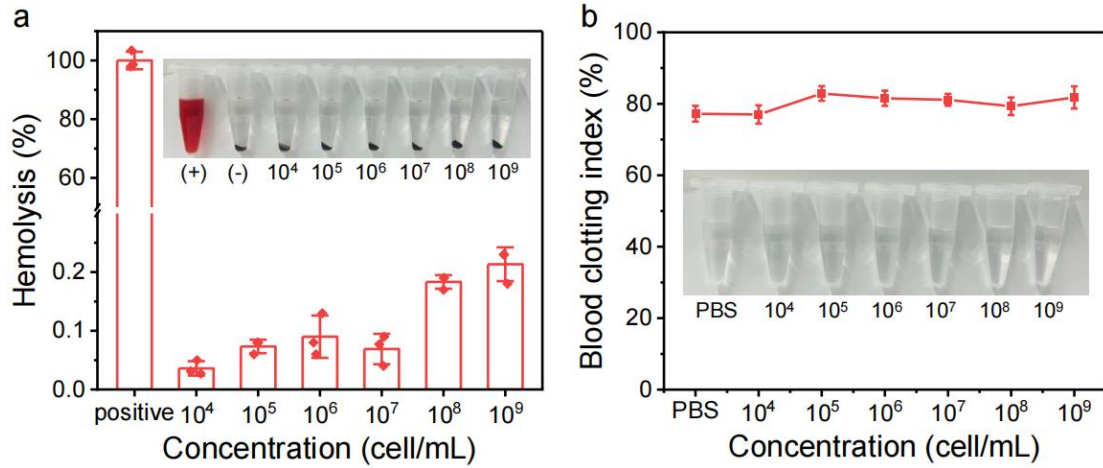 a
Hemolysis (%)
100
80
60
0.2
0.1
0.0
(+) (-) 10⁴ 10⁵ 10⁶ 10⁷ 10⁸ 10⁹
positive 10⁴ 10⁵ 10⁶ 10⁷ 10⁸ 10⁹
Concentration (cell/mL)
b
Blood clotting index (%)
100
80
60
40
20
0
PBS 10⁴ 10⁵ 10⁶ 10⁷ 10⁸ 10⁹
PBS 10⁴ 10⁵ 10⁶ 10⁷ 10⁸ 10⁹
Concentration (cell/mL)